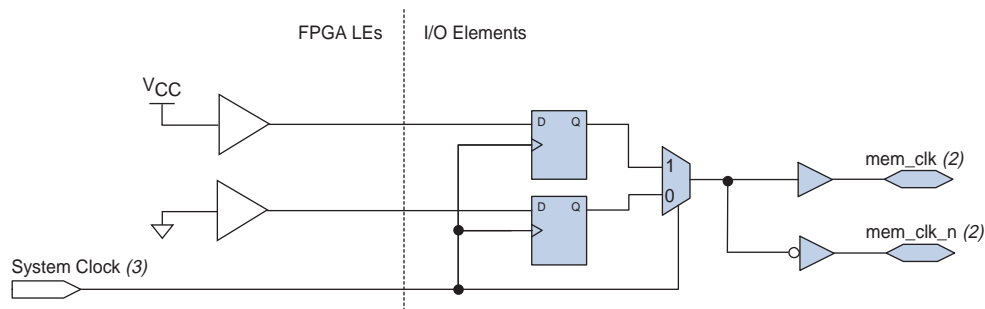 FPGA LEs
I/O Elements
VCC
D Q
1
mem_clk (2)
0
D Q
mem_clk_n (2)
System Clock (3)